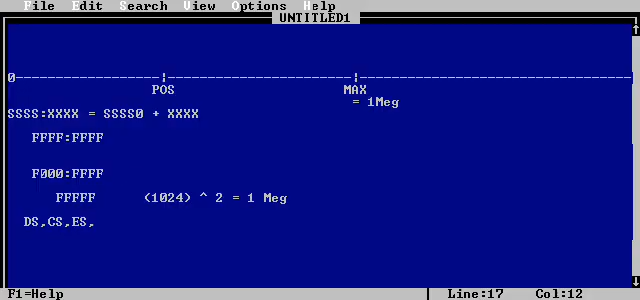 File Edit Search View Options Help
UNTITLED1
0------------------¦-----------------------¦----------------------------------
POS MAX
= 1Meg
SSSS:XXXX = SSSS0 + XXXX
FFFF:FFFF
F000:FFFF
FFFFF (1024) ^ 2 = 1 Meg
DS,CS,ES,
F1=Help Line:17 Col:12